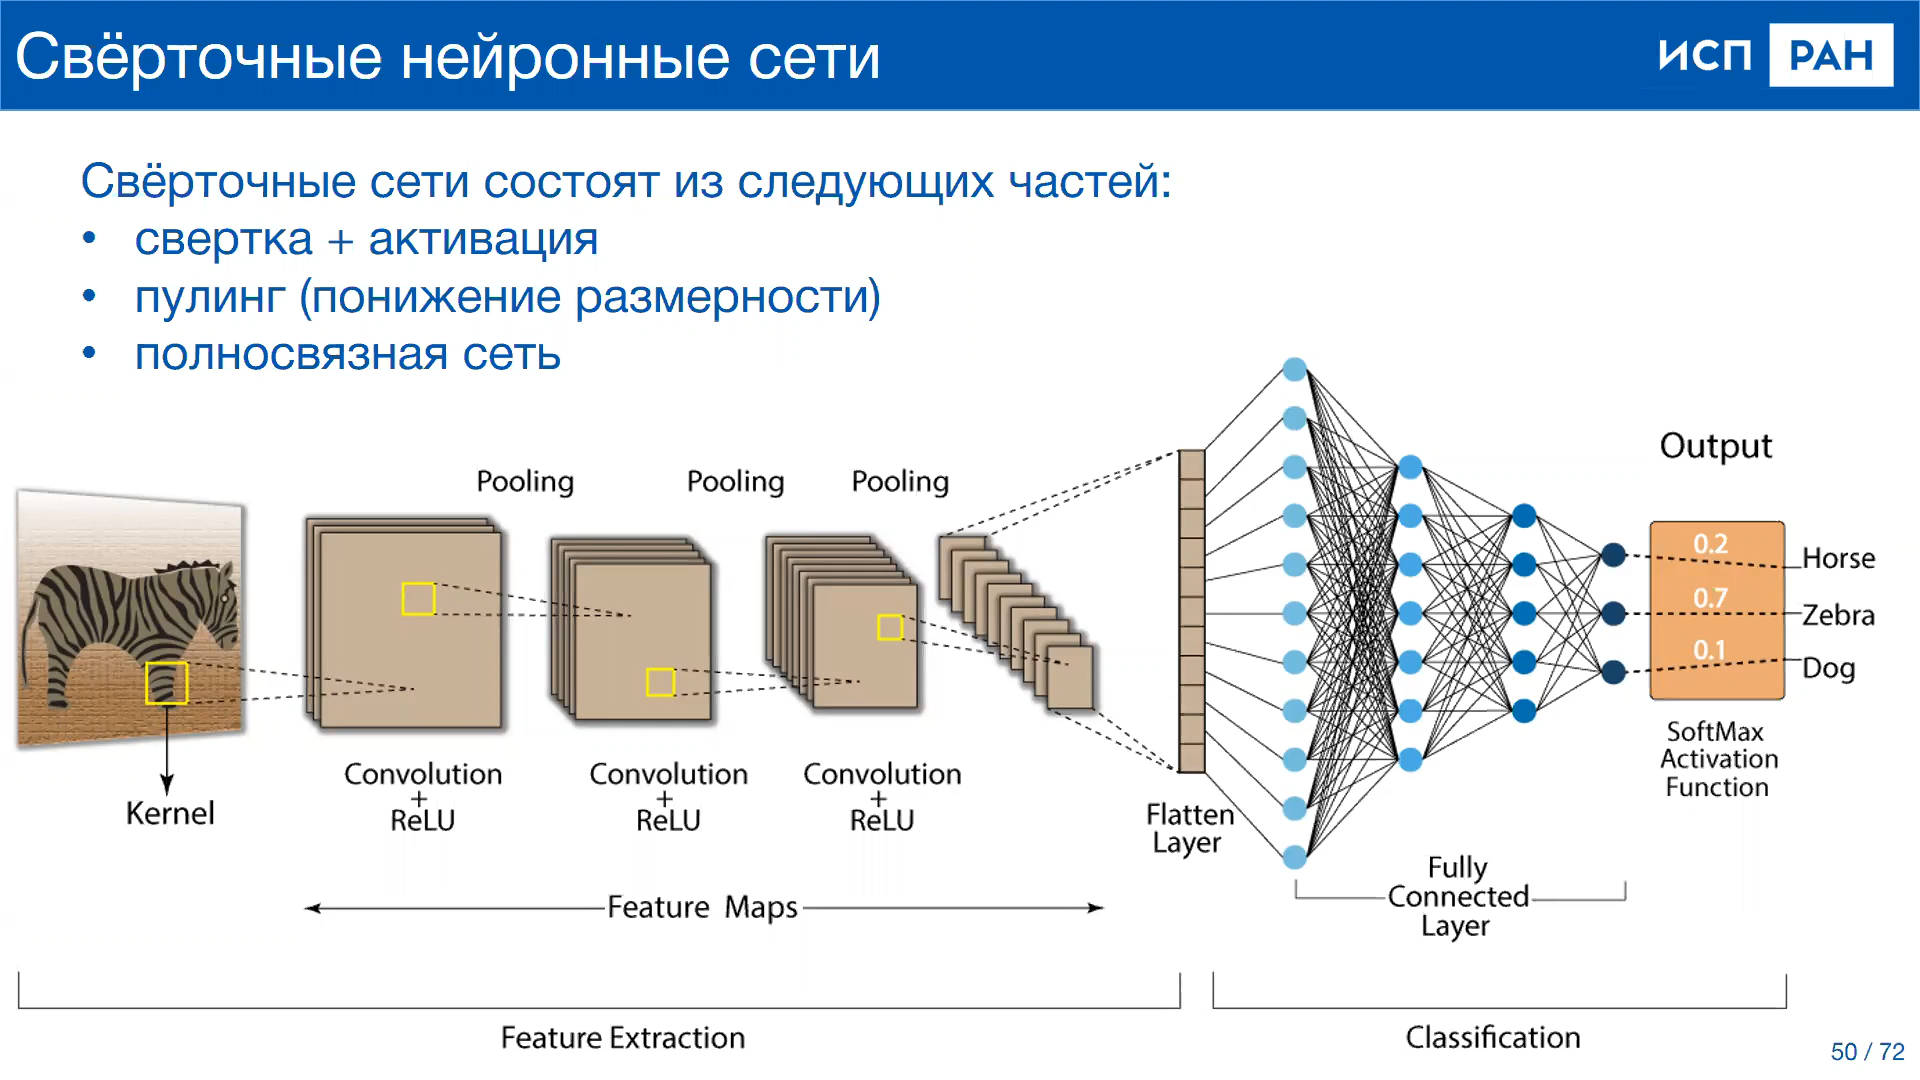 Свёрточные нейронные сети
ИСП РАН
Свёрточные сети состоят из следующих частей:
• свертка + активация
• пулинг (понижение размерности)
• полносвязная сеть
Pooling
Pooling
Pooling
Output
0.2
Horse
0.7
Zebra
0.1
Dog
SoftMax
Activation
Function
Kernel
Convolution
+
ReLU
Convolution
+
ReLU
Convolution
+
ReLU
Flatten
Layer
Fully
Connected
Layer
Feature Maps
Feature Extraction
Classification
50 / 72